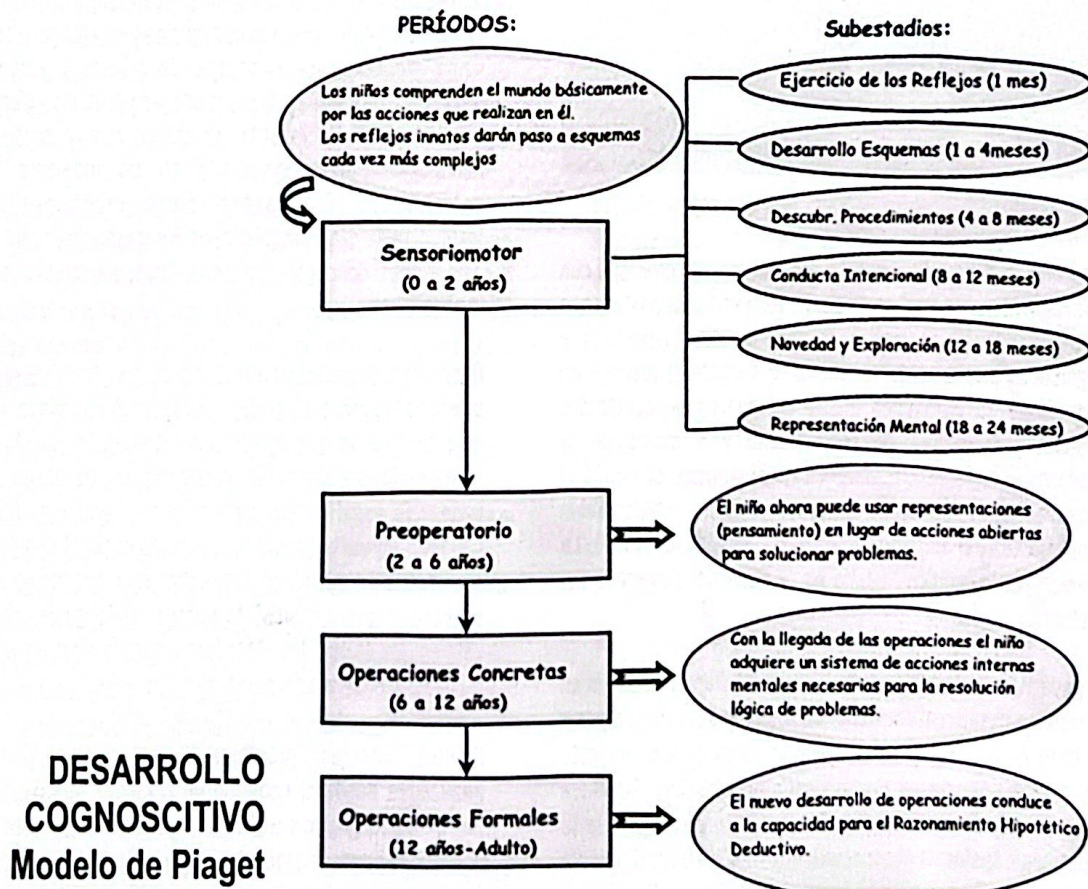 PERÍODOS:
Los niños comprenden el mundo básicamente
por las acciones que realizan en él.
Los reflejos innatos darán paso a esquemas
cada vez más complejos
Sensoriomotor
(0 a 2 años)
Subestadios:
Ejercicio de los Reflejos (1 mes)
Desarrollo Esquemas (1 a 4meses)
Descubr. Procedimientos (4 a 8 meses)
Conducta Intencional (8 a 12 meses)
Novedad y Exploración (12 a 18 meses)
Representación Mental (18 a 24 meses)
Preoperatorio
(2 a 6 años)
El niño ahora puede usar representaciones
(pensamiento) en lugar de acciones abiertas
para solucionar problemas.
Operaciones Concretas
(6 a 12 años)
Con la llegada de las operaciones el niño
adquiere un sistema de acciones internas
mentales necesarias para la resolución
lógica de problemas.
Operaciones Formales
(12 años-Adulto)
El nuevo desarrollo de operaciones conduce
a la capacidad para el Razonamiento Hipotético
Deductivo.
DESARROLLO
COGNOSCITIVO
Modelo de Piaget